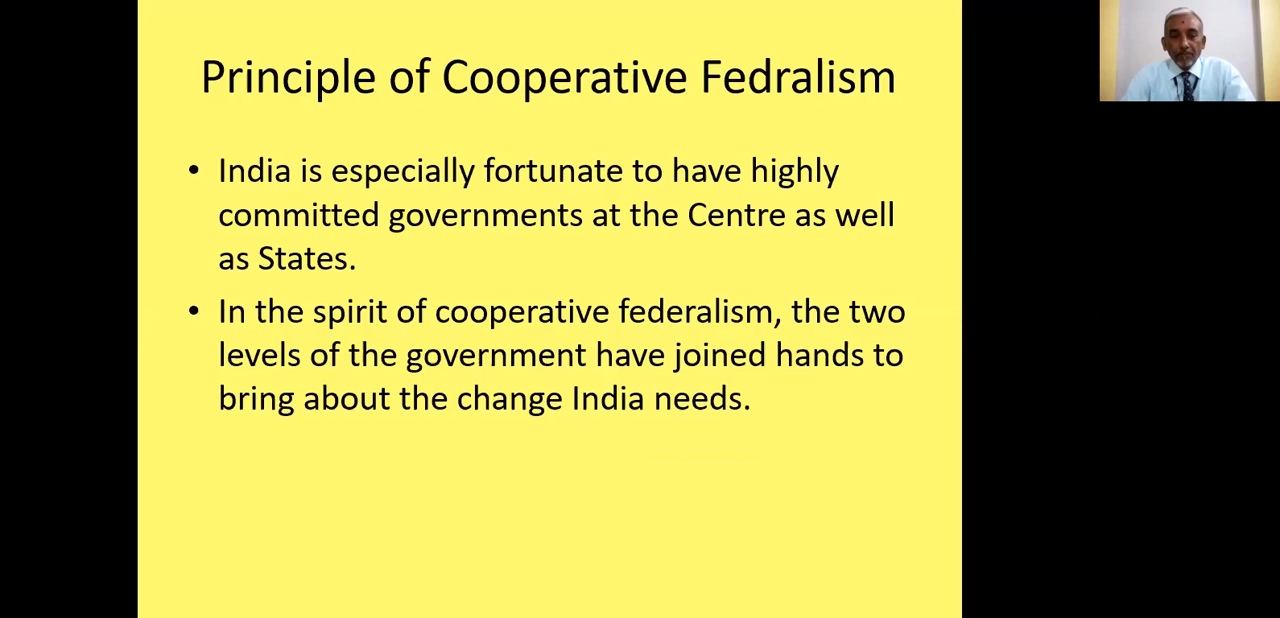 Principle of Cooperative Fedralism
• India is especially fortunate to have highly
committed governments at the Centre as well
as States.
• In the spirit of cooperative federalism, the two
levels of the government have joined hands to
bring about the change India needs.